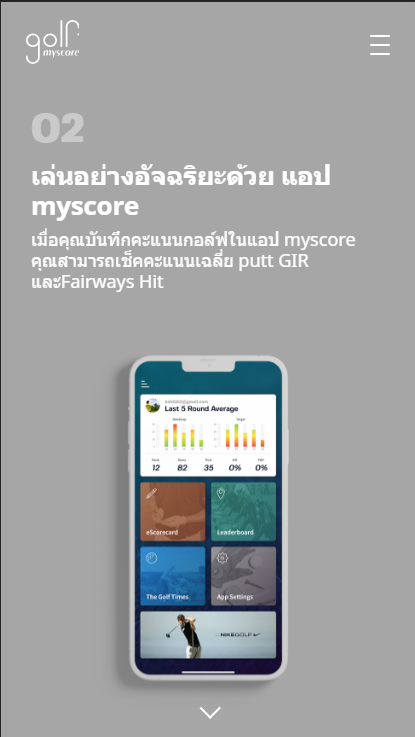 golf
myscore
02
เล่นอย่างอัจฉริยะด้วย แอป
myscore
เมื่อคุณบันทึกคะแนนกอล์ฟในแอป myscore
คุณสามารถเช็คคะแนนเฉลี่ย putt GIR
และFairways Hit
Last 5 Round Average
12 82 35 0% 0%
eScorecard
Leaderboard
The Golf Times
App Settings
NIKEGOLF